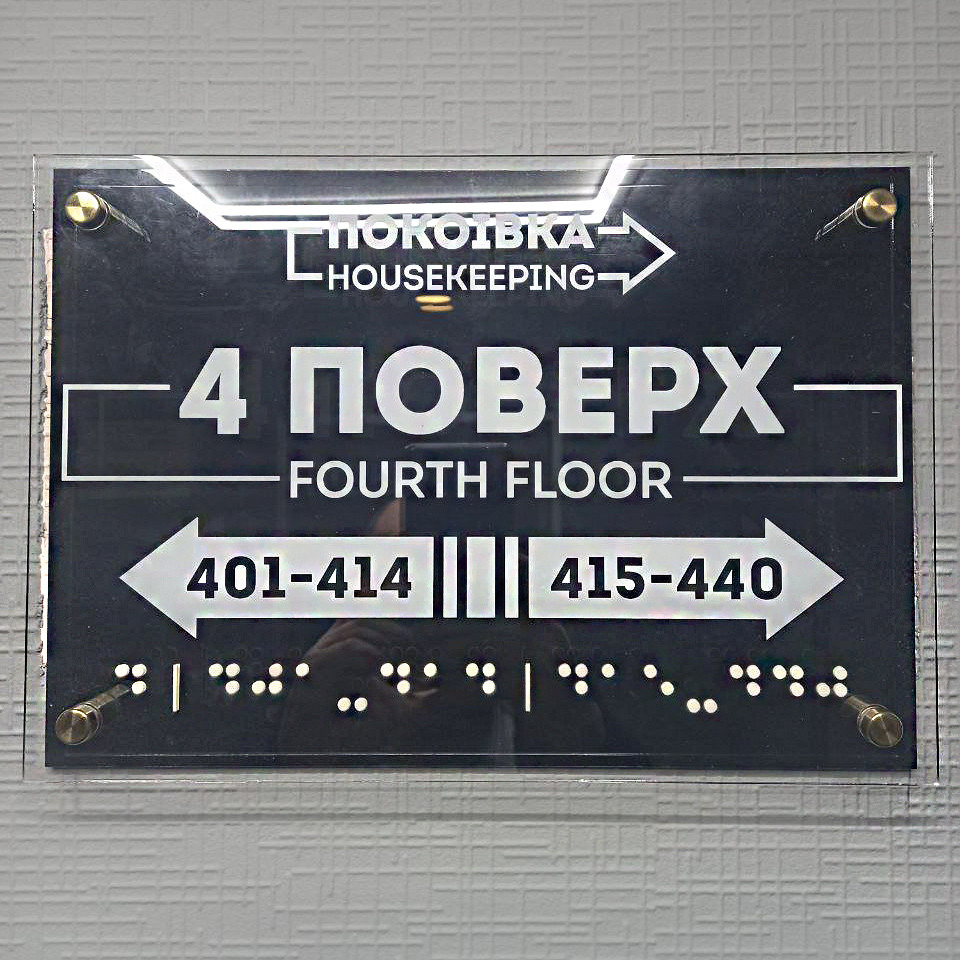 ПОКОЇВКА
HOUSEKEEPING
4 ПОВЕРХ
FOURTH FLOOR
401-414 415-440